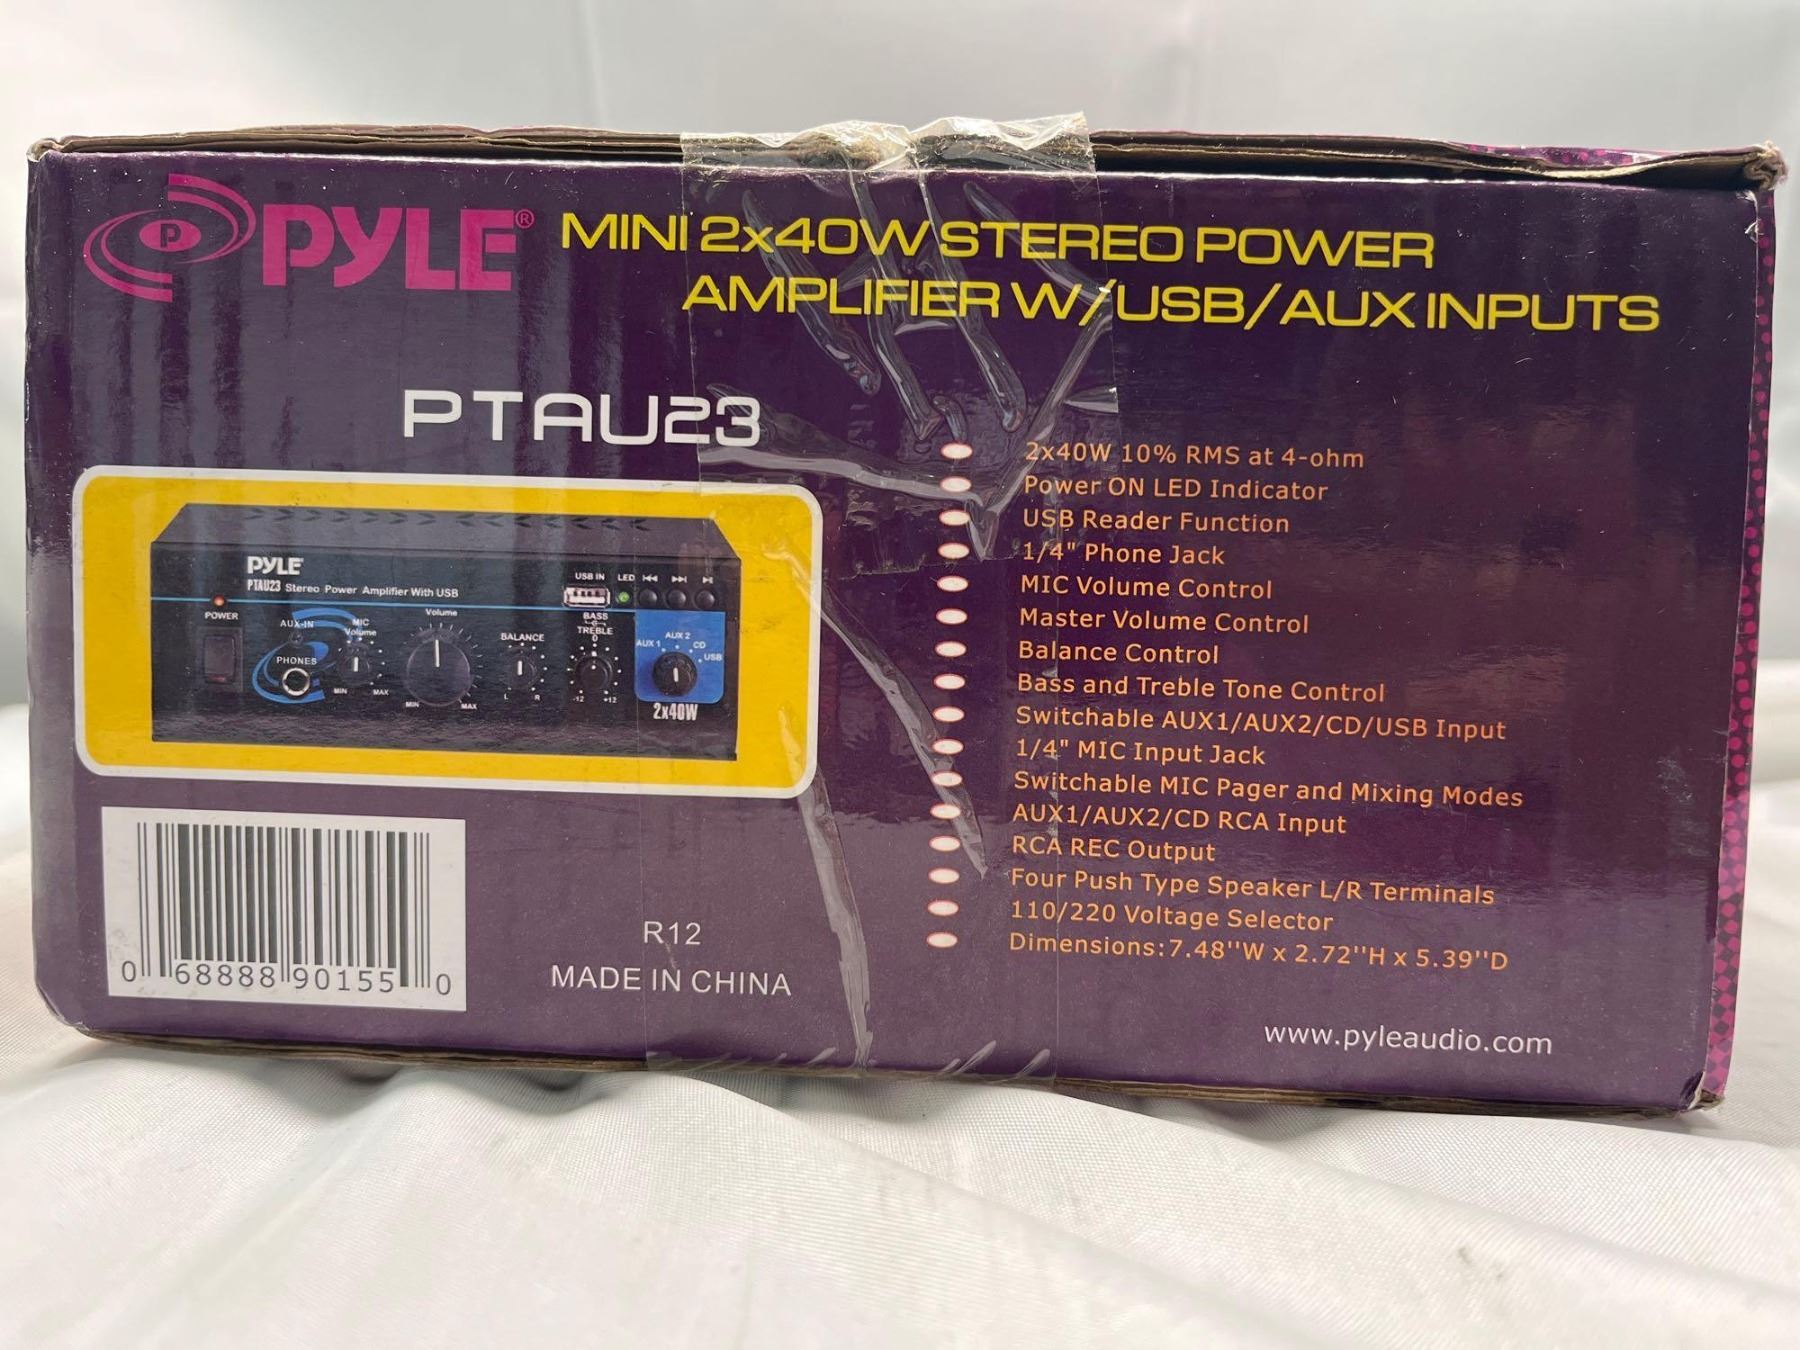 PYLE®
MINI 2x40W STEREO POWER
AMPLIFIER W/USB/AUX INPUTS
PTAU23
PYLE
PTAU23 Stereo Power Amplifier With USB
USB IN LED
POWER
AUX-IN
PHONES
MIC
Volume
MIN MAX
Volume
MIN MAX
BALANCE
L R
BASS
TREBLE
0
-12 +12
AUX 1 AUX 2 CD USB
2x40W
2x40W 10% RMS at 4-ohm
Power ON LED Indicator
USB Reader Function
1/4" Phone Jack
MIC Volume Control
Master Volume Control
Balance Control
Bass and Treble Tone Control
Switchable AUX1/AUX2/CD/USB Input
1/4" MIC Input Jack
Switchable MIC Pager and Mixing Modes
AUX1/AUX2/CD RCA Input
RCA REC Output
Four Push Type Speaker L/R Terminals
110/220 Voltage Selector
Dimensions:7.48''W x 2.72''H x 5.39''D
0 68888 90155 0
R12
MADE IN CHINA
www.pyleaudio.com